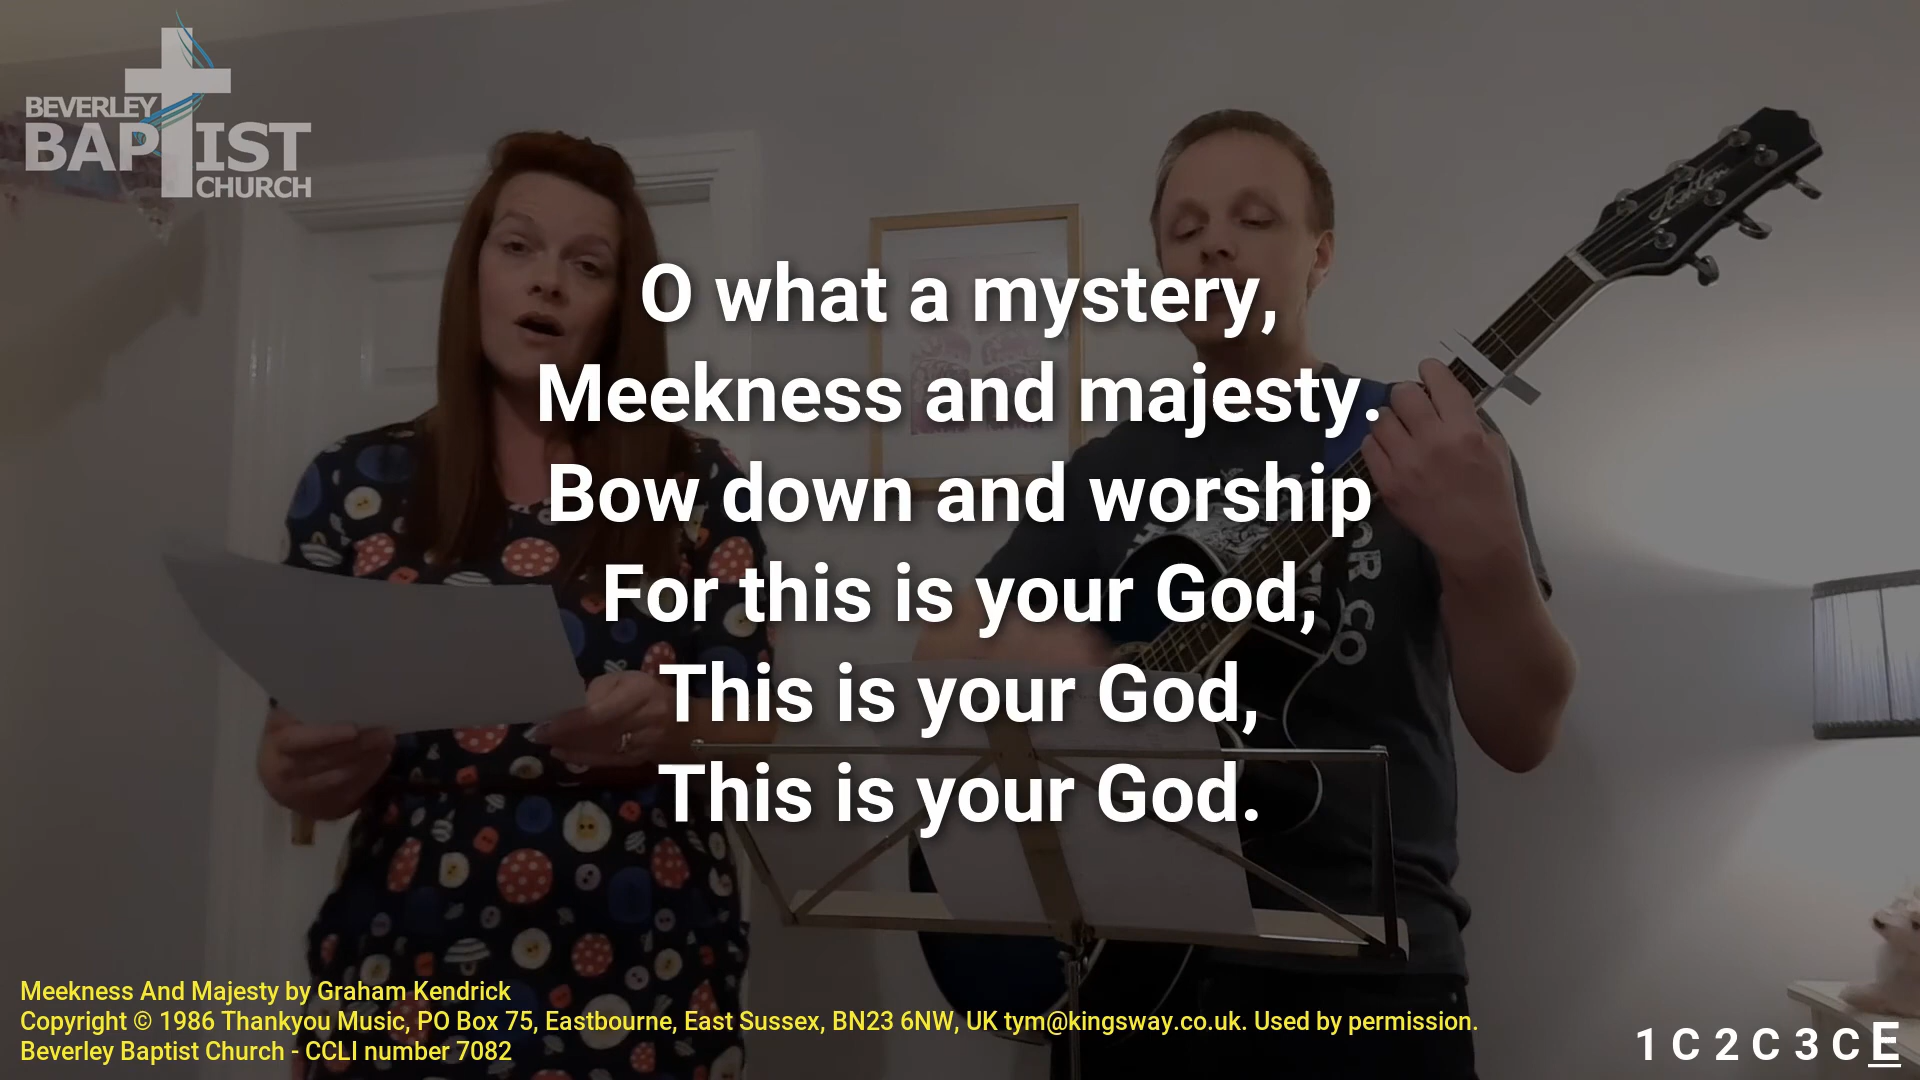 BEVERLEY
BAPTIST
CHURCH
Ashton
O what a mystery,
Meekness and majesty.
Bow down and worship
For this is your God,
This is your God,
This is your God.
OR CO
Meekness And Majesty by Graham Kendrick
Copyright © 1986 Thankyou Music, PO Box 75, Eastbourne, East Sussex, BN23 6NW, UK tym@kingsway.co.uk. Used by permission.
Beverley Baptist Church - CCLI number 7082
1 C 2 C 3 C E